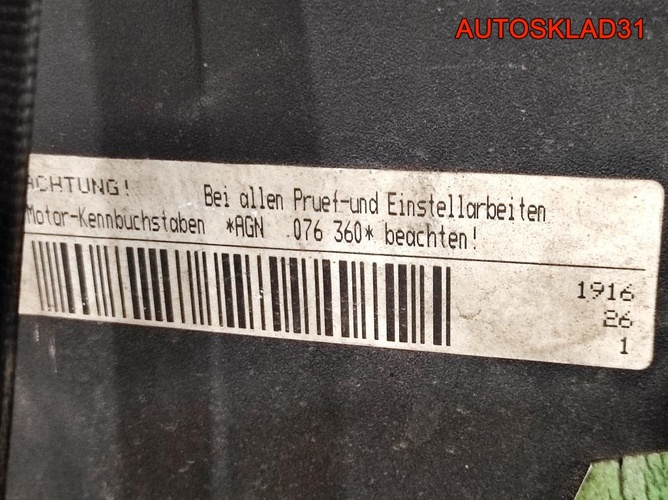 AUTOSKLAD31
ACHTUNG! Bei allen Pruef-und Einstellarbeiten
Motor-Kennbuchstaben *AGN 076 360* beachten!
1916
26
1